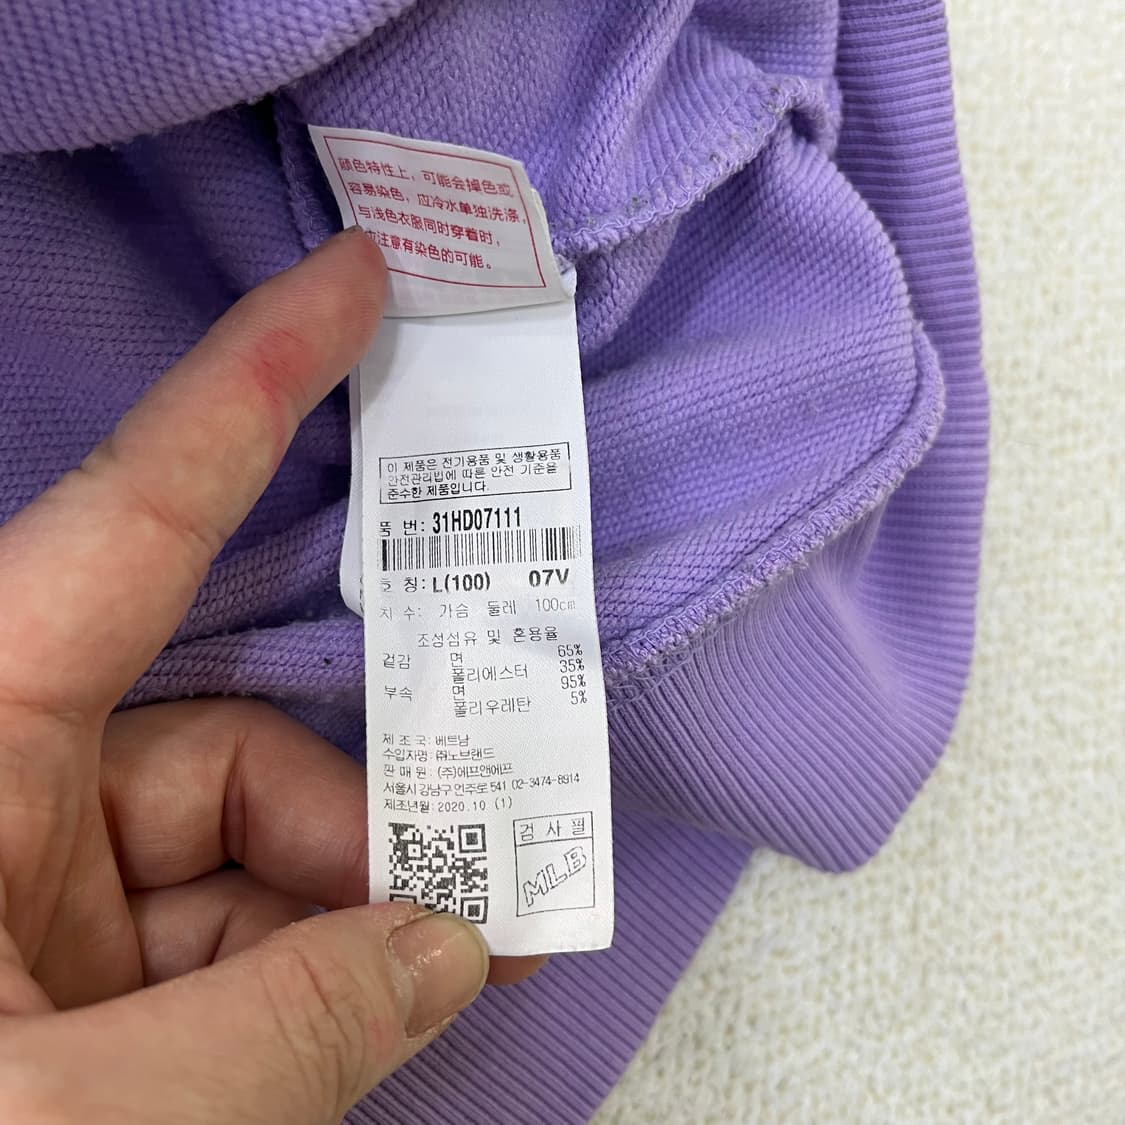 颜色特性上，可能会掉色或
容易染色，应冷水单独洗涤，
与浅色衣服同时穿着时，
应注意有染色的可能。
이 제품은 전기용품 및 생활용품
안전관리법에 따른 안전 기준을
준수한 제품입니다.
품 번: 31HD07111
호 칭: L(100) 07V
치 수: 가슴 둘레 100cm
조성섬유 및 혼용율
겉감 면 65%
폴리에스터 35%
부속 면 95%
폴리우레탄 5%
제 조 국: 베트남
수입자명: ㈜노브랜드
판 매 원: (주)에프앤에프
서울시 강남구 언주로 541 02-3474-8914
제조년월: 2020.10 (1)
검 사 필
MLB